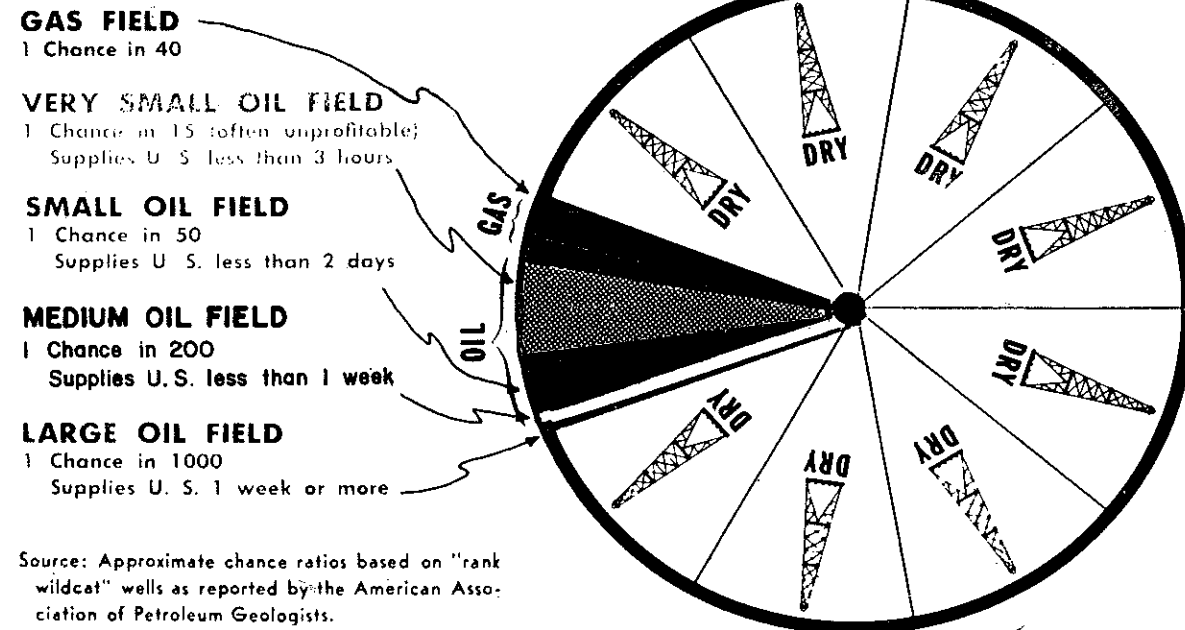 GAS FIELD
1 Chance in 40
VERY SMALL OIL FIELD
1 Chance in 15 (often unprofitable)
Supplies U S less than 3 hours
SMALL OIL FIELD
1 Chance in 50
Supplies U S. less than 2 days
MEDIUM OIL FIELD
1 Chance in 200
Supplies U. S. less than 1 week
LARGE OIL FIELD
1 Chance in 1000
Supplies U. S. 1 week or more
Source: Approximate chance ratios based on "rank
wildcat" wells as reported by the American Asso-
ciation of Petroleum Geologists.
GAS
OIL
DRY
DRY
DRY
DRY
DRY
DRY
DRY
DRY
DRY